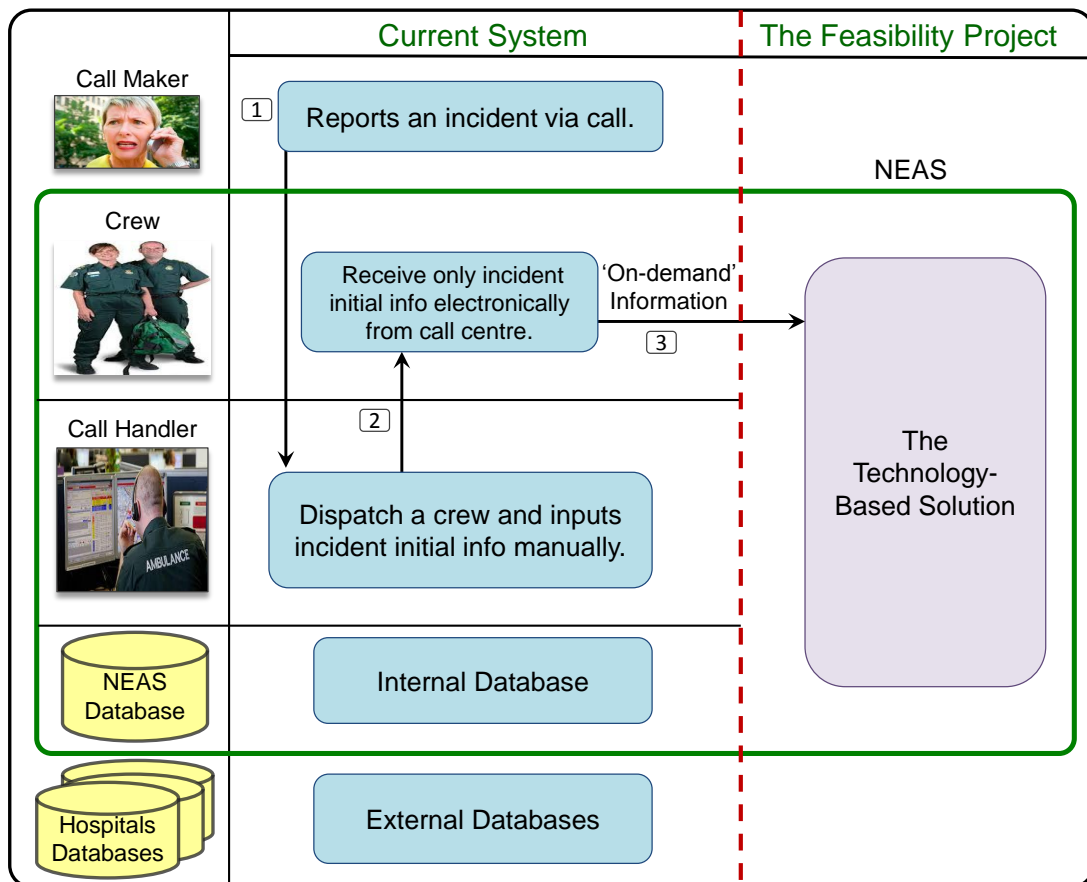 Current System
The Feasibility Project
Call Maker
1
Reports an incident via call.
NEAS
Crew
Receive only incident
initial info electronically
from call centre.
‘On-demand’
Information
3
2
Call Handler
AMBULANCE
Dispatch a crew and inputs
incident initial info manually.
The
Technology-
Based Solution
NEAS
Database
Internal Database
Hospitals
Databases
External Databases